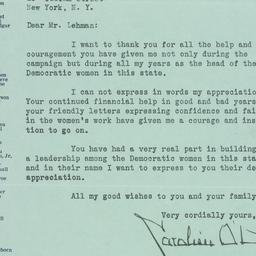 New York, N. Y.
Dear Mr. Lehman:
I want to thank you for all the help and
couragement you have given me not only during the
campaign but during all my years as the head of the
Democratic women in this state.
I can not express in words my appreciatio
Your continued financial help in good and bad years
your friendly letters expressing confidence and fai
in the women's work have given me a courage and ins
tion to go on.
You have had a very real part in building
a leadership among the Democratic women in this sta
and in their name I want to express to you their de
appreciation.
All my good wishes to you and your family
Very cordially yours,
Caroline O'D